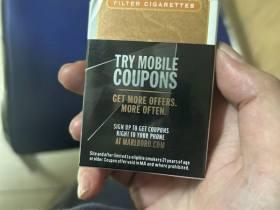 FILTER CIGARETTES
TRY MOBILE
COUPONS
GET MORE OFFERS.
MORE OFTEN.
SIGN UP TO GET COUPONS
RIGHT TO YOUR PHONE
AT MARLBORO.COM
Site and offer limited to eligible smokers 21 years of age
or older. Coupon offer void in MA and where prohibited.